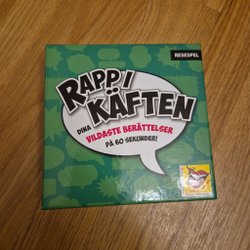 RESESPEL
RAPP I
KÄFTEN
DINA
VILDASTE BERÄTTELSER
PÅ 60 SEKUNDER!